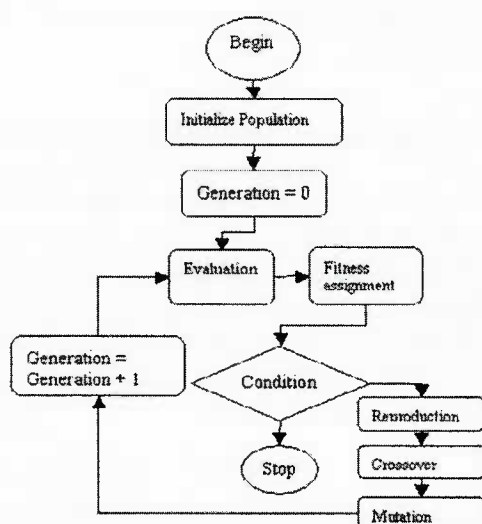 Begin
Initialize Population
Generation = 0
Evaluation
Fitness
assignment
Generation =
Generation + 1
Condition
Reproduction
Stop
Crossover
Mutation